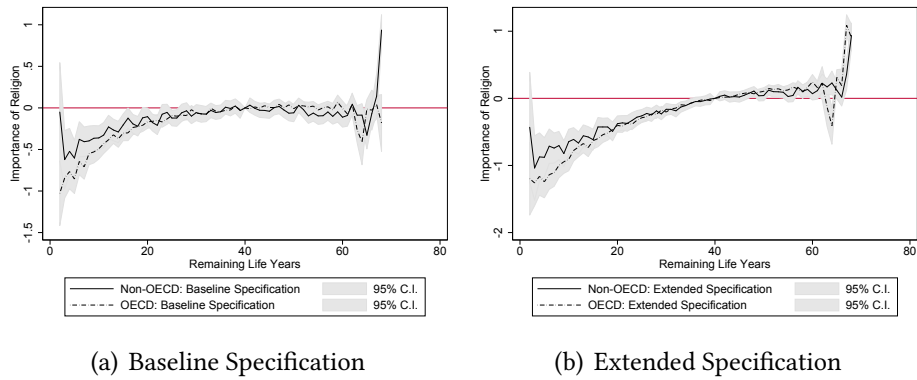 Importance of Religion
1
.5
0
-.5
-1
-1.5
0 20 40 60 80
Remaining Life Years
Non-OECD: Baseline Specification 95% C.I.
OECD: Baseline Specification 95% C.I.
(a) Baseline Specification
Importance of Religion
1
0
-1
-2
0 20 40 60 80
Remaining Life Years
Non-OECD: Extended Specification 95% C.I.
OECD: Extended Specification 95% C.I.
(b) Extended Specification